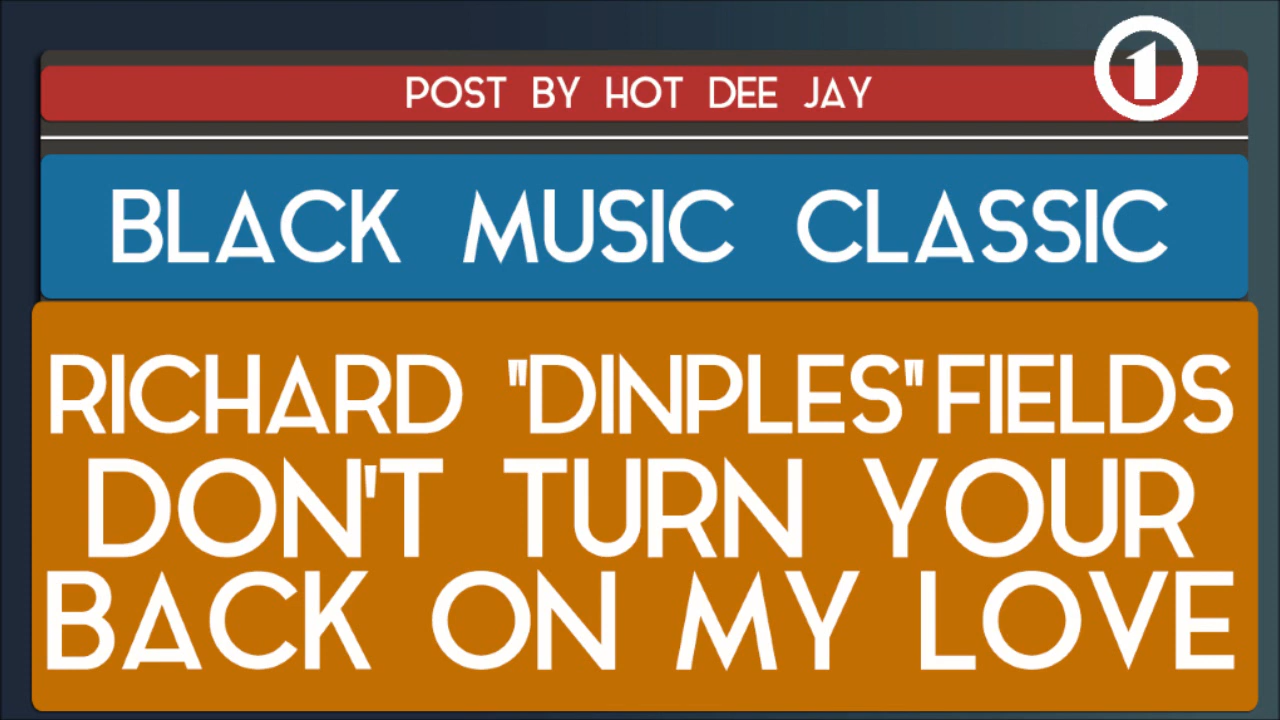 1
POST BY HOT DEE JAY
BLACK MUSIC CLASSIC
RICHARD "DINPLES" FIELDS
DON'T TURN YOUR
BACK ON MY LOVE